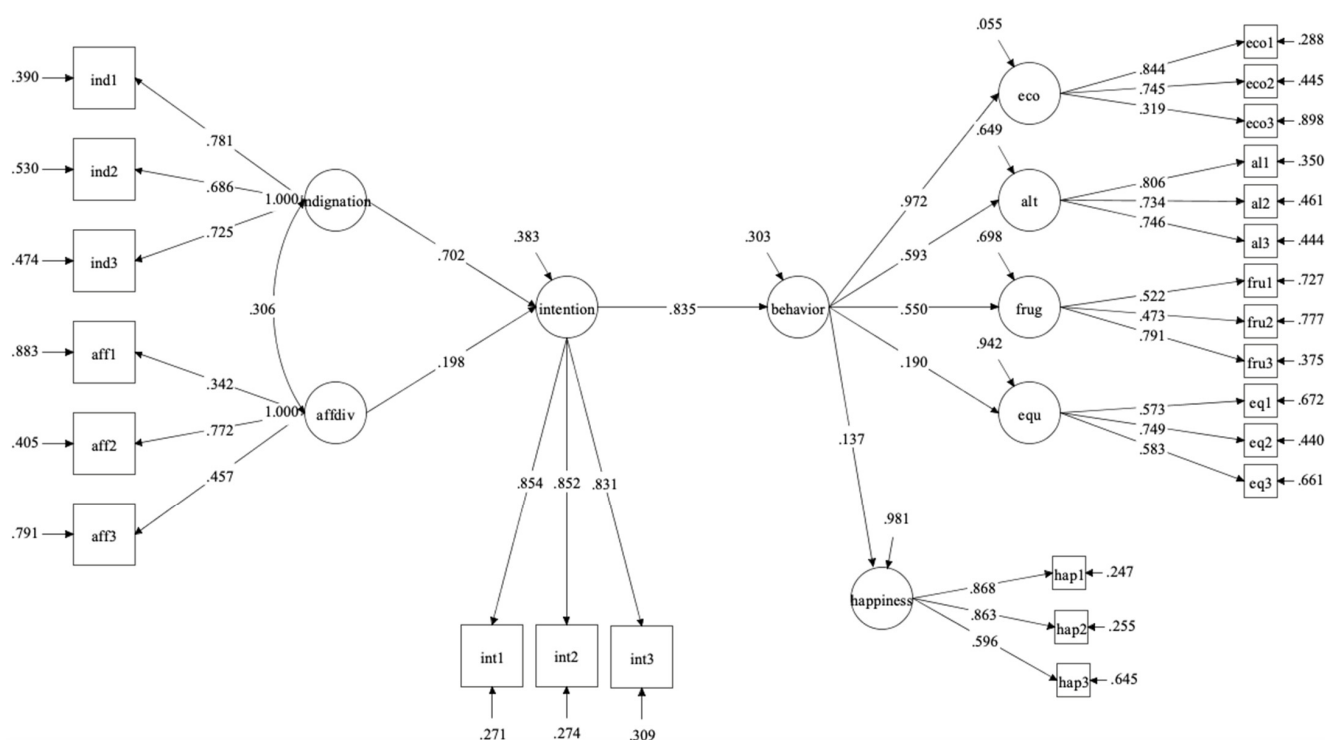 .390
ind1
.781
.530
ind2
.686
1.000
indignation
.474
ind3
.725
.306
.883
aff1
.342
.405
aff2
.772
1.000
affdiv
.791
aff3
.457
.702
.198
.383
intention
.835
.854
.852
.831
int1
int2
int3
.271
.274
.309
.303
behavior
.972
.593
.550
.190
.137
.055
eco
.844
.745
.319
eco1
.288
eco2
.445
eco3
.898
.649
alt
.806
.734
.746
al1
.350
al2
.461
al3
.444
.698
frug
.522
.473
.791
fru1
.727
fru2
.777
fru3
.375
.942
equ
.573
.749
.583
eq1
.672
eq2
.440
eq3
.661
.981
happiness
.868
.863
.596
hap1
.247
hap2
.255
hap3
.645